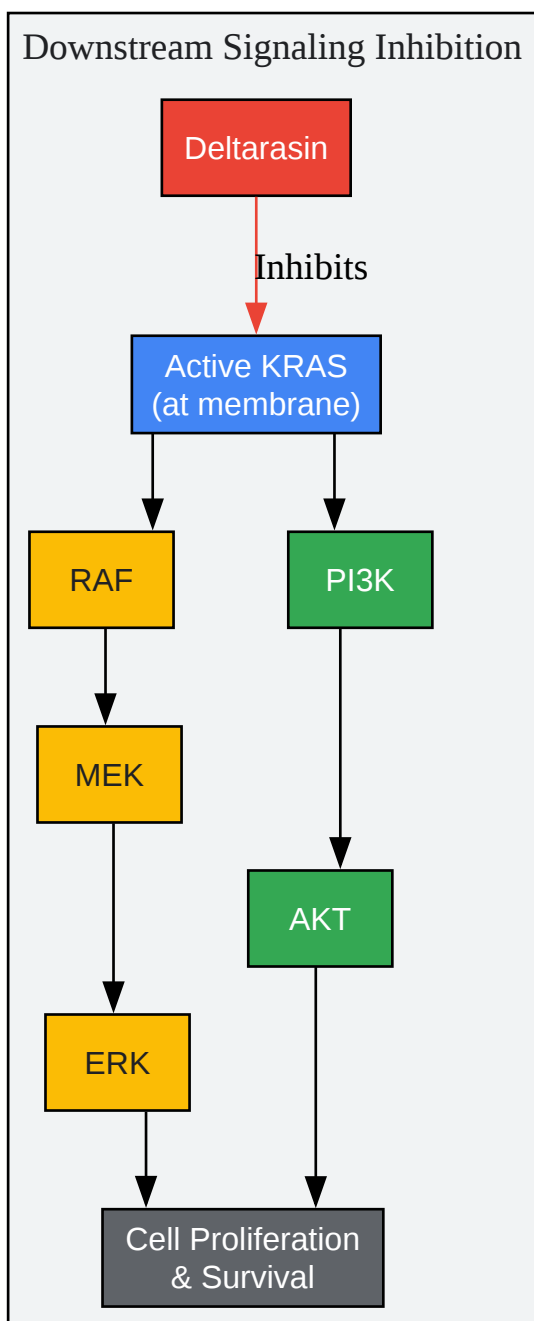 Downstream Signaling Inhibition
Deltarasin
Inhibits
Active KRAS
(at membrane)
RAF
PI3K
MEK
AKT
ERK
Cell Proliferation
& Survival